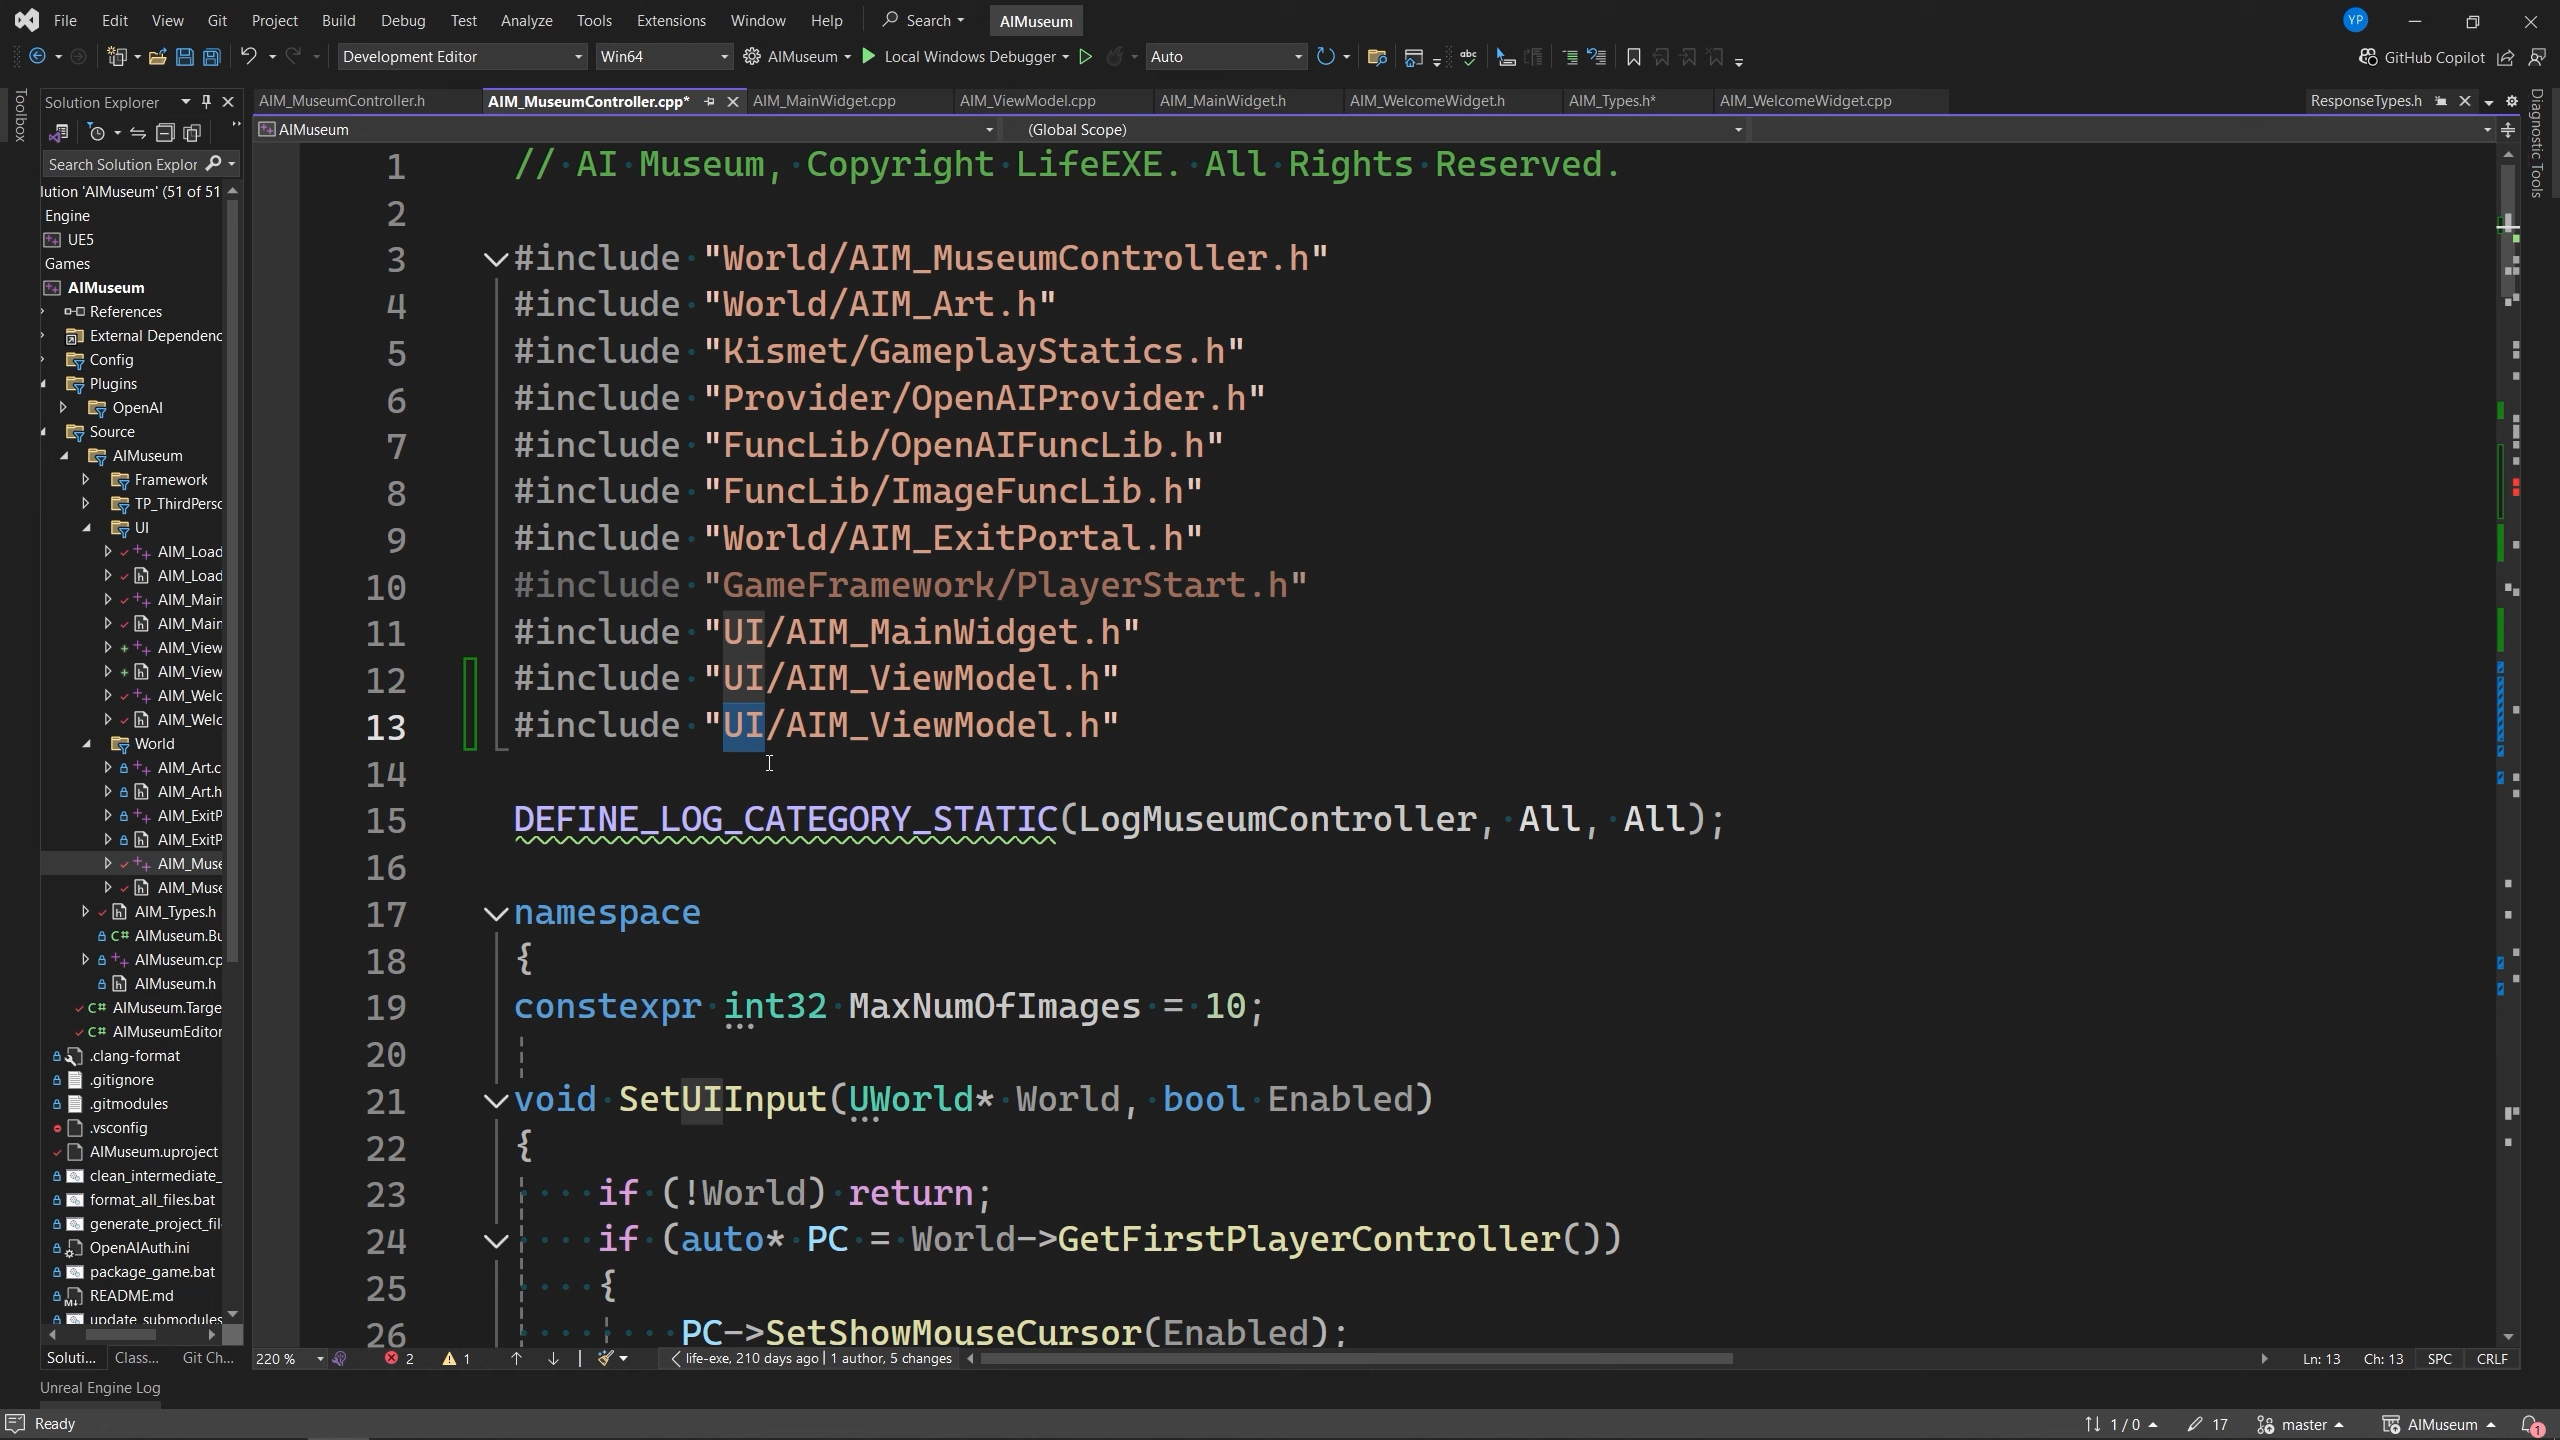 File Edit View Git Project Build Debug Test Analyze Tools Extensions Window Help Search AIMuseum YP
Development Editor Win64 AIMuseum Local Windows Debugger Auto GitHub Copilot
Toolbox
Solution Explorer
Search Solution Explor
lution 'AIMuseum' (51 of 51
Engine
UE5
Games
AIMuseum
References
External Dependenc
Config
Plugins
OpenAI
Source
AIMuseum
Framework
TP_ThirdPersc
UI
AIM_Load
AIM_Load
AIM_Main
AIM_Main
AIM_View
AIM_View
AIM_Welc
AIM_Welc
World
AIM_Art.c
AIM_Art.h
AIM_ExitP
AIM_ExitP
AIM_Muse
AIM_Muse
AIM_Types.h
AIMuseum.Bu
AIMuseum.cp
AIMuseum.h
AIMuseum.Targe
AIMuseumEditor
.clang-format
.gitignore
.gitmodules
.vsconfig
AIMuseum.uproject
clean_intermediate_
format_all_files.bat
generate_project_fil
OpenAIAuth.ini
package_game.bat
README.md
update_submodules
Soluti... Class... Git Ch...
AIM_MuseumController.h AIM_MuseumController.cpp* AIM_MainWidget.cpp AIM_ViewModel.cpp AIM_MainWidget.h AIM_WelcomeWidget.h AIM_Types.h* AIM_WelcomeWidget.cpp ResponseTypes.h
AIMuseum (Global Scope)
Diagnostic Tools
1 // AI Museum, Copyright LifeEXE. All Rights Reserved.
2
3 #include "World/AIM_MuseumController.h"
4 #include "World/AIM_Art.h"
5 #include "Kismet/GameplayStatics.h"
6 #include "Provider/OpenAIProvider.h"
7 #include "FuncLib/OpenAIFuncLib.h"
8 #include "FuncLib/ImageFuncLib.h"
9 #include "World/AIM_ExitPortal.h"
10 #include "GameFramework/PlayerStart.h"
11 #include "UI/AIM_MainWidget.h"
12 #include "UI/AIM_ViewModel.h"
13 #include "UI/AIM_ViewModel.h"
14
15 DEFINE_LOG_CATEGORY_STATIC(LogMuseumController, All, All);
16
17 namespace
18 {
19 constexpr int32 MaxNumOfImages = 10;
20
21 void SetUIInput(UWorld* World, bool Enabled)
22 {
23 if (!World) return;
24 if (auto* PC = World->GetFirstPlayerController())
25 {
26 PC->SetShowMouseCursor(Enabled);
220 % 2 1 life-exe, 210 days ago | 1 author, 5 changes Ln: 13 Ch: 13 SPC CRLF
Unreal Engine Log
Ready 1 / 0 17 master AIMuseum 1